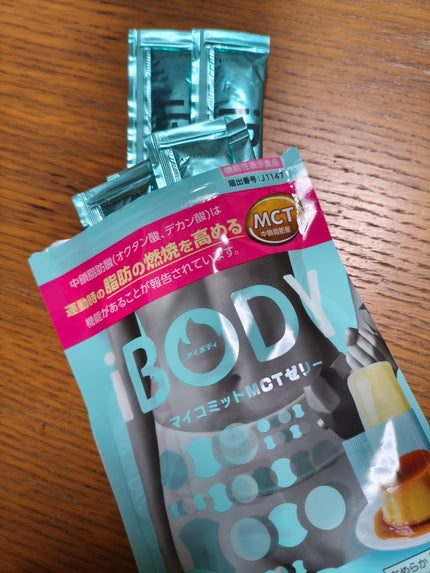 機能性表示食品
届出番号:J1147
中鎖脂肪酸(オクタン酸、デカン酸)は
運動時の脂肪の燃焼を高める
機能があることが報告されています。
MCT
中鎖脂肪酸
iBODY
アイボディ
マイコミットMCTゼリー
なめらか